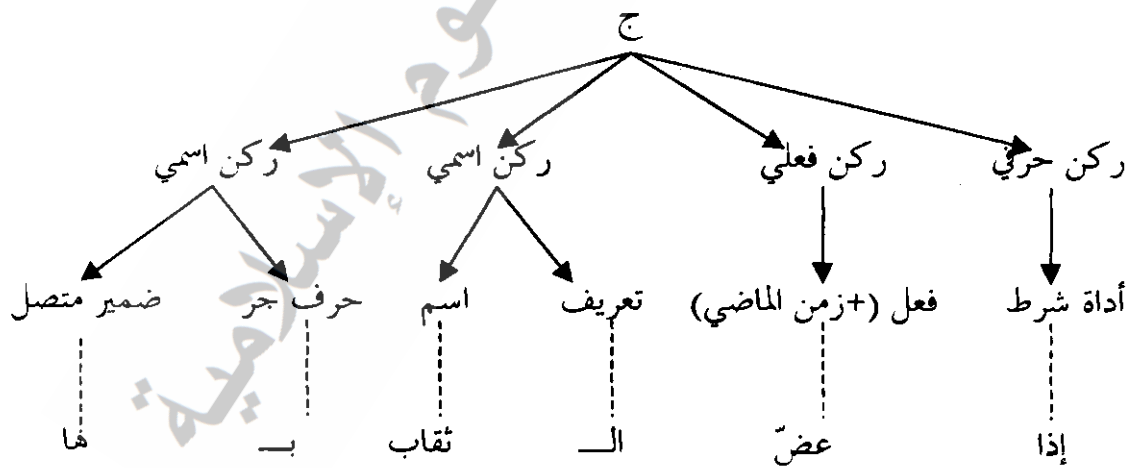 ج
ركن حرفي ركن فعلي ركن اسمي ركن اسمي
أداة شرط فعل (+زمن الماضي) تعريف اسم حرف جر ضمير متصل
إذا عضّ الـ ثقاب بـ ها